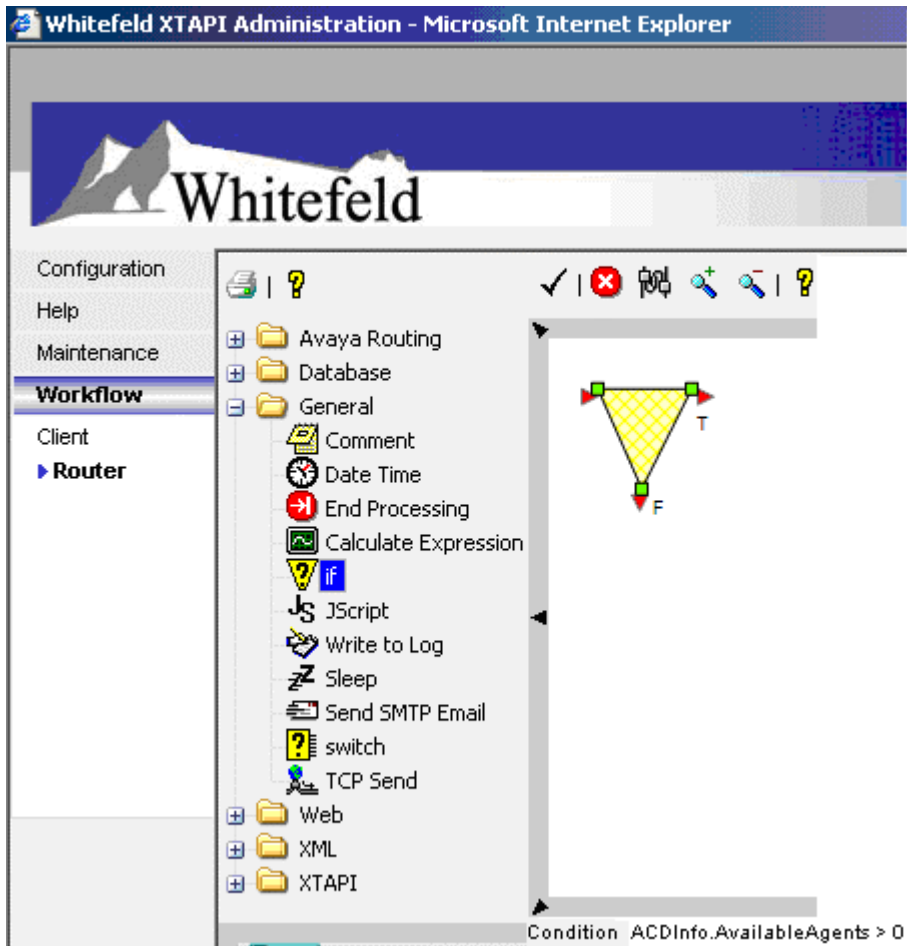 Whitefeld XTAPI Administration - Microsoft Internet Explorer
Whitefeld
Configuration
Help
Maintenance
Workflow
Client
Router
Avaya Routing
Database
General
Comment
Date Time
End Processing
Calculate Expression
if
JScript
Write to Log
Sleep
Send SMTP Email
switch
TCP Send
Web
XML
XTAPI
T
F
Condition ACDInfo.AvailableAgents > 0